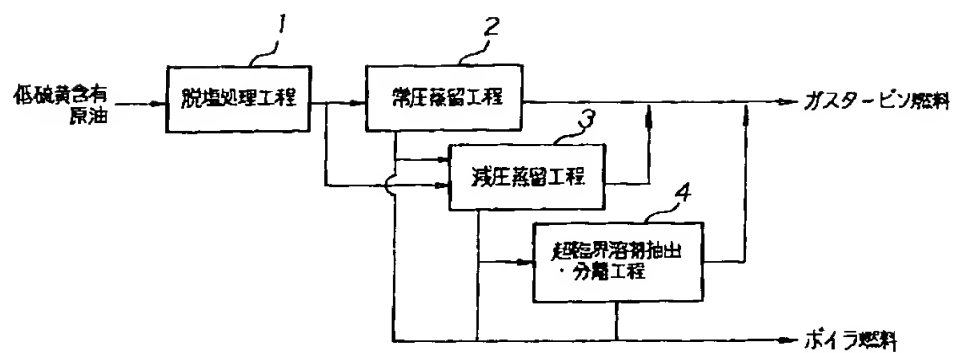 1
2
低硫黄含有
原油
脱塩処理工程
常圧蒸留工程
ガスタービン燃料
3
減圧蒸留工程
4
超臨界溶剤抽出
・分離工程
ボイラ燃料